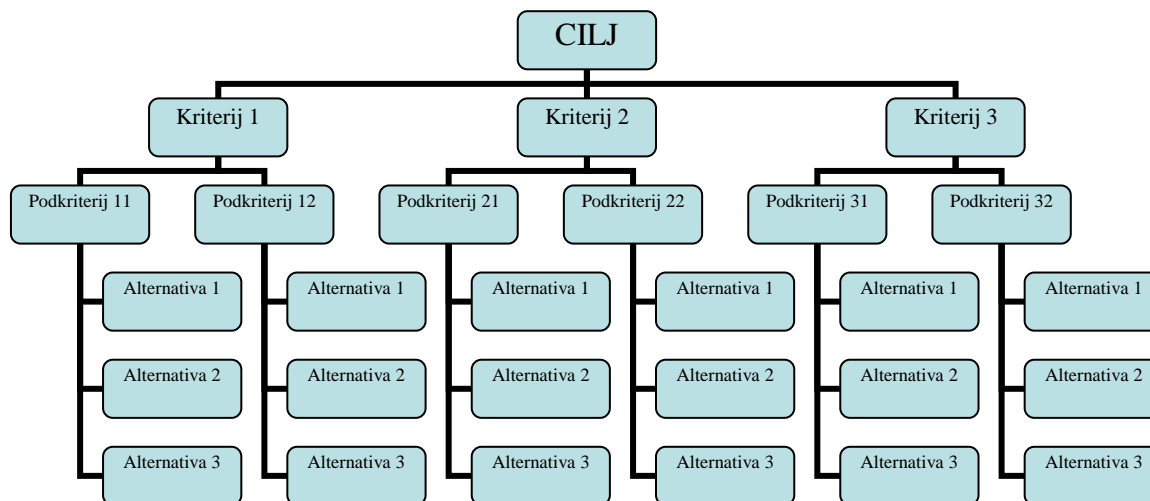 CILJ
Kriterij 1
Kriterij 2
Kriterij 3
Podkriterij 11
Podkriterij 12
Podkriterij 21
Podkriterij 22
Podkriterij 31
Podkriterij 32
Alternativa 1
Alternativa 1
Alternativa 1
Alternativa 1
Alternativa 1
Alternativa 1
Alternativa 2
Alternativa 2
Alternativa 2
Alternativa 2
Alternativa 2
Alternativa 2
Alternativa 3
Alternativa 3
Alternativa 3
Alternativa 3
Alternativa 3
Alternativa 3